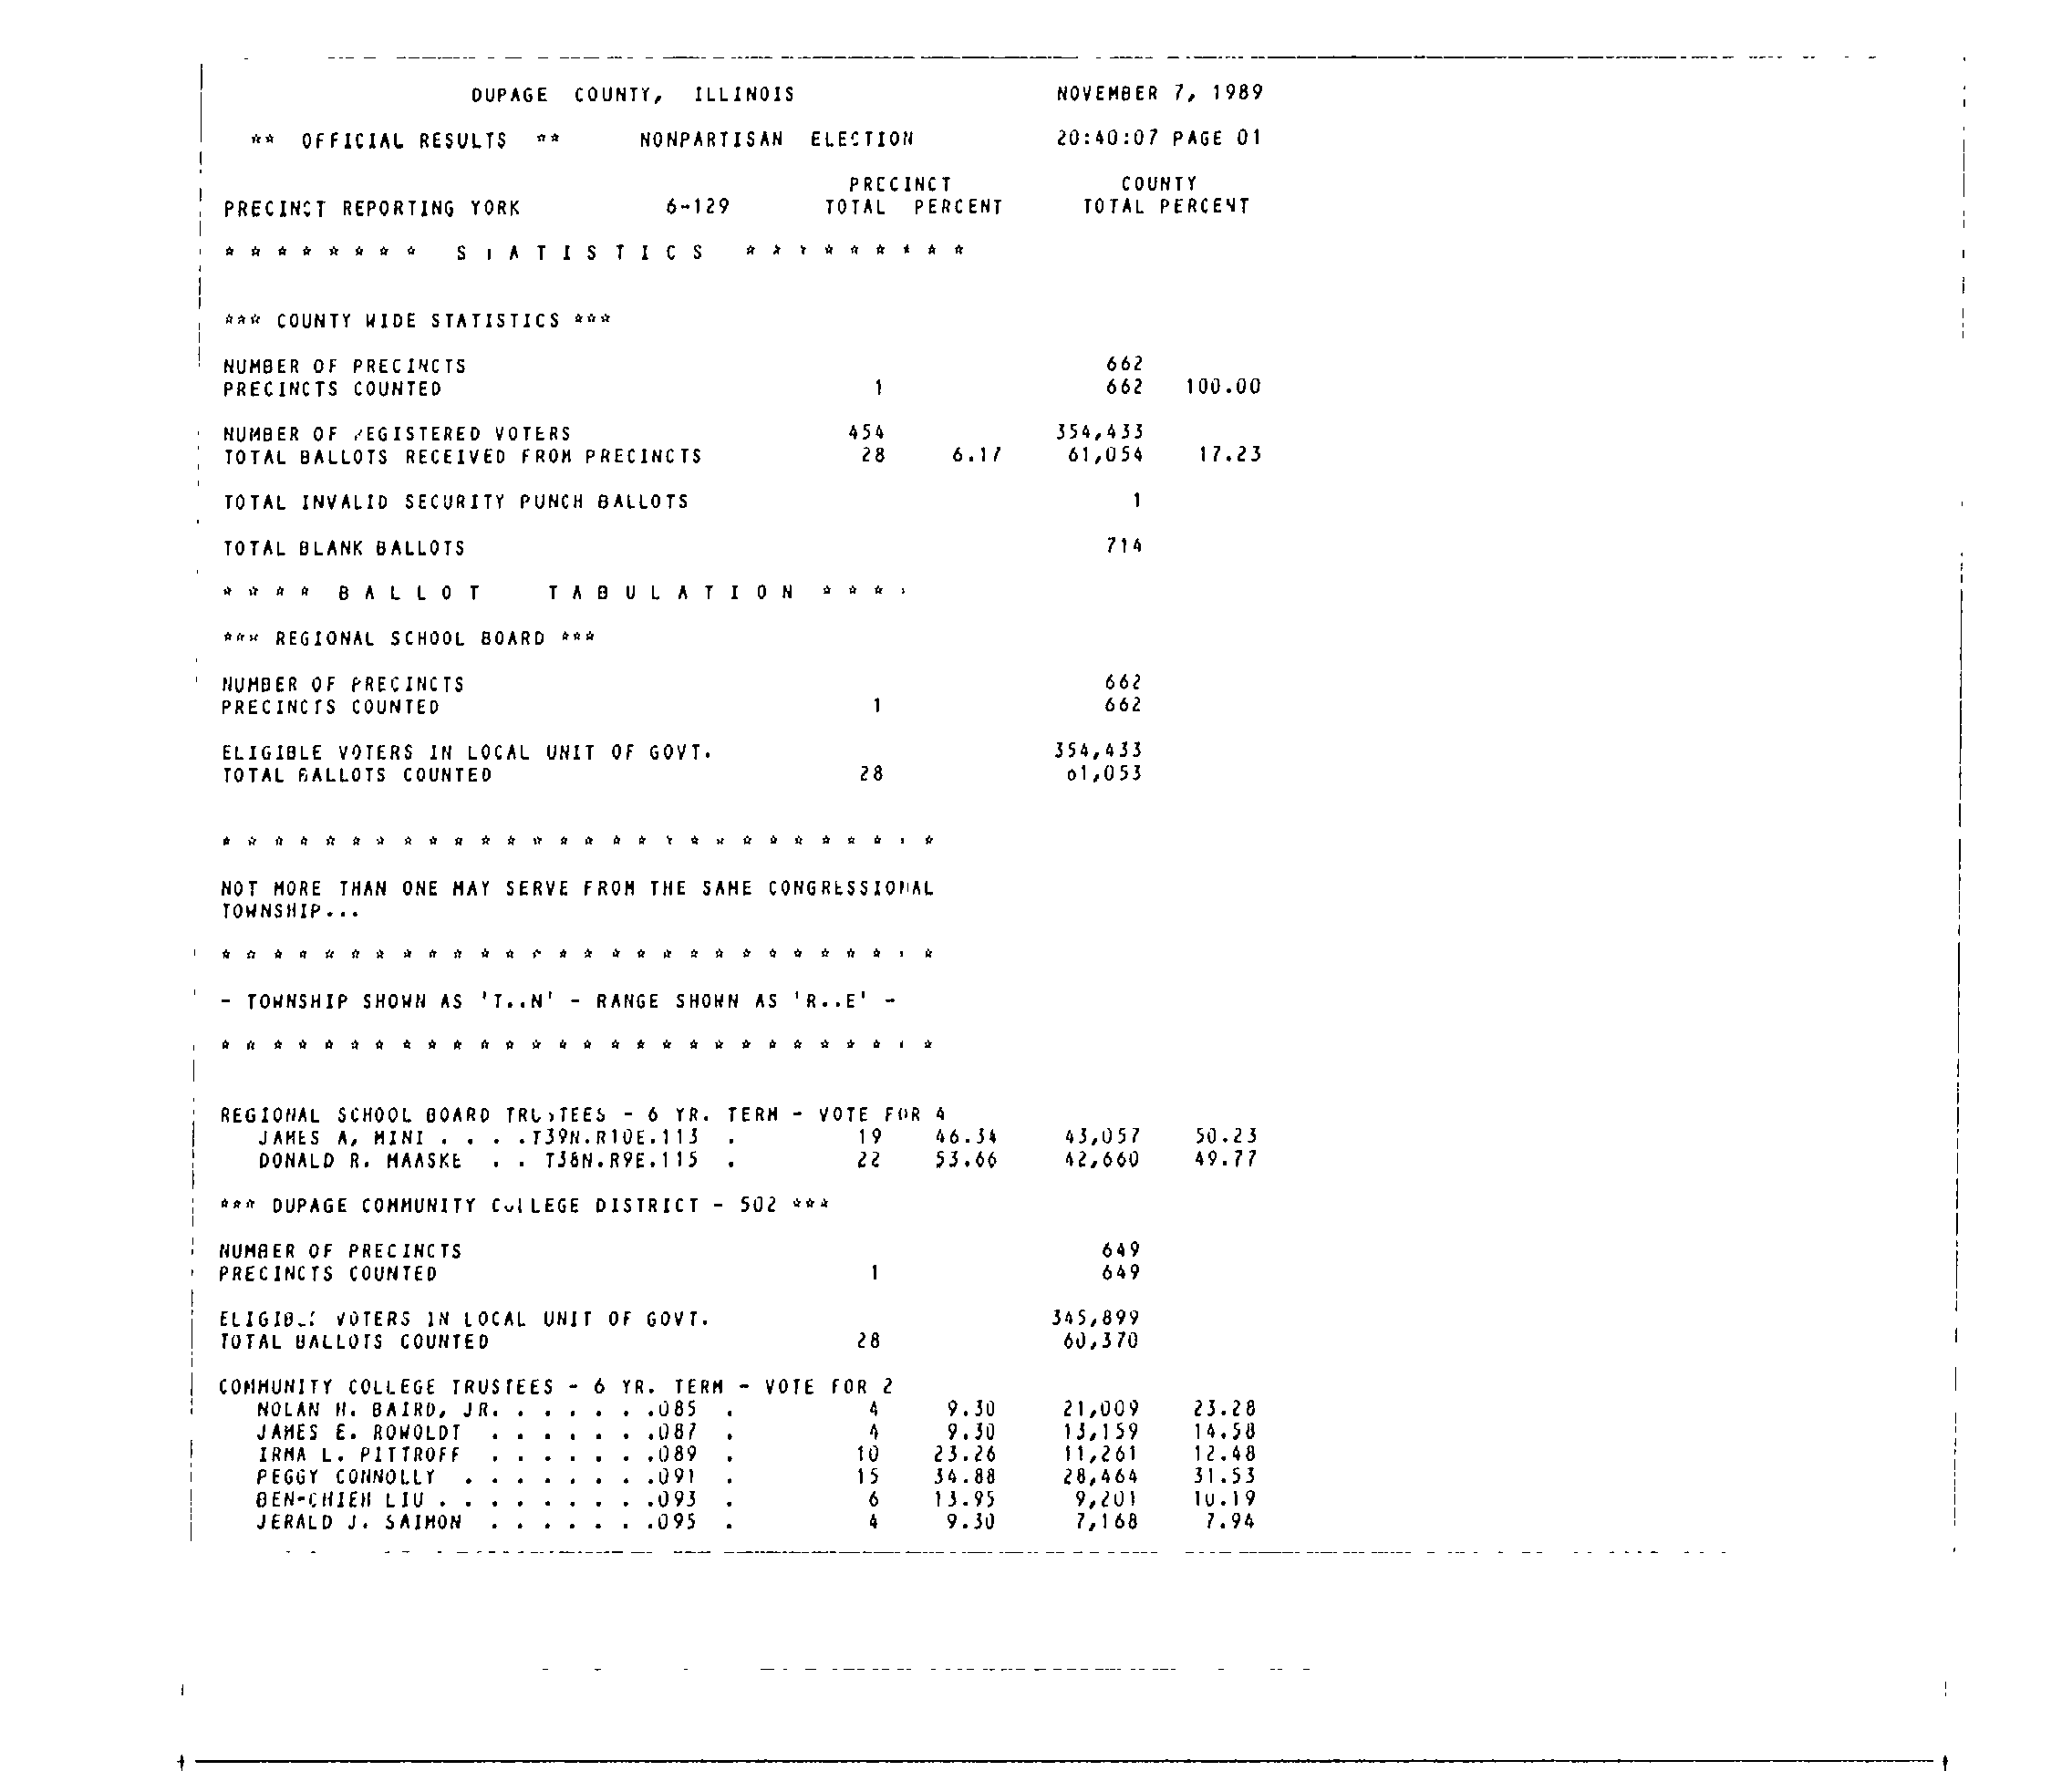 DUPAGE COUNTY, ILLINOIS NOVEMBER 7, 1989
** OFFICIAL RESULTS ** NONPARTISAN ELECTION 20:40:07 PAGE 01
PRECINCT COUNTY
PRECINCT REPORTING YORK 6-129 TOTAL PERCENT TOTAL PERCENT
* * * * * * * * S T A T I S T I C S * * * * * * * * *
*** COUNTY WIDE STATISTICS ***
NUMBER OF PRECINCTS 662
PRECINCTS COUNTED 1 662 100.00
NUMBER OF REGISTERED VOTERS 454 354,433
TOTAL BALLOTS RECEIVED FROM PRECINCTS 28 6.17 61,054 17.23
TOTAL INVALID SECURITY PUNCH BALLOTS 1
TOTAL BLANK BALLOTS 714
* * * * B A L L O T T A B U L A T I O N * * * *
*** REGIONAL SCHOOL BOARD ***
NUMBER OF PRECINCTS 662
PRECINCTS COUNTED 1 662
ELIGIBLE VOTERS IN LOCAL UNIT OF GOVT. 354,433
TOTAL BALLOTS COUNTED 28 61,053
* * * * * * * * * * * * * * * * * * * * * * * * * * * *
NOT MORE THAN ONE MAY SERVE FROM THE SAME CONGRESSIONAL
TOWNSHIP...
* * * * * * * * * * * * * * * * * * * * * * * * * * * *
- TOWNSHIP SHOWN AS 'T..N' - RANGE SHOWN AS 'R..E' -
* * * * * * * * * * * * * * * * * * * * * * * * * * * *
REGIONAL SCHOOL BOARD TRUSTEES - 6 YR. TERM - VOTE FOR 4
JAMES A. MINI . . . .T39N.R10E.113 . 19 46.34 43,057 50.23
DONALD R. MAASKE . . T38N.R9E.115 . 22 53.66 42,660 49.77
*** DUPAGE COMMUNITY COLLEGE DISTRICT - 502 ***
NUMBER OF PRECINCTS 649
PRECINCTS COUNTED 1 649
ELIGIBLE VOTERS IN LOCAL UNIT OF GOVT. 345,899
TOTAL BALLOTS COUNTED 28 60,370
COMMUNITY COLLEGE TRUSTEES - 6 YR. TERM - VOTE FOR 2
NOLAN H. BAIRD, JR. . . . . . .085 . 4 9.30 21,009 23.28
JAMES E. ROWOLDT . . . . . . .087 . 4 9.30 13,159 14.58
IRMA L. PITTROFF . . . . . . .089 . 10 23.26 11,261 12.48
PEGGY CONNOLLY . . . . . . . .091 . 15 34.88 28,464 31.53
BEN-CHIEH LIU . . . . . . . . .093 . 6 13.95 9,201 10.19
JERALD J. SAIMON . . . . . . .095 . 4 9.30 7,168 7.94